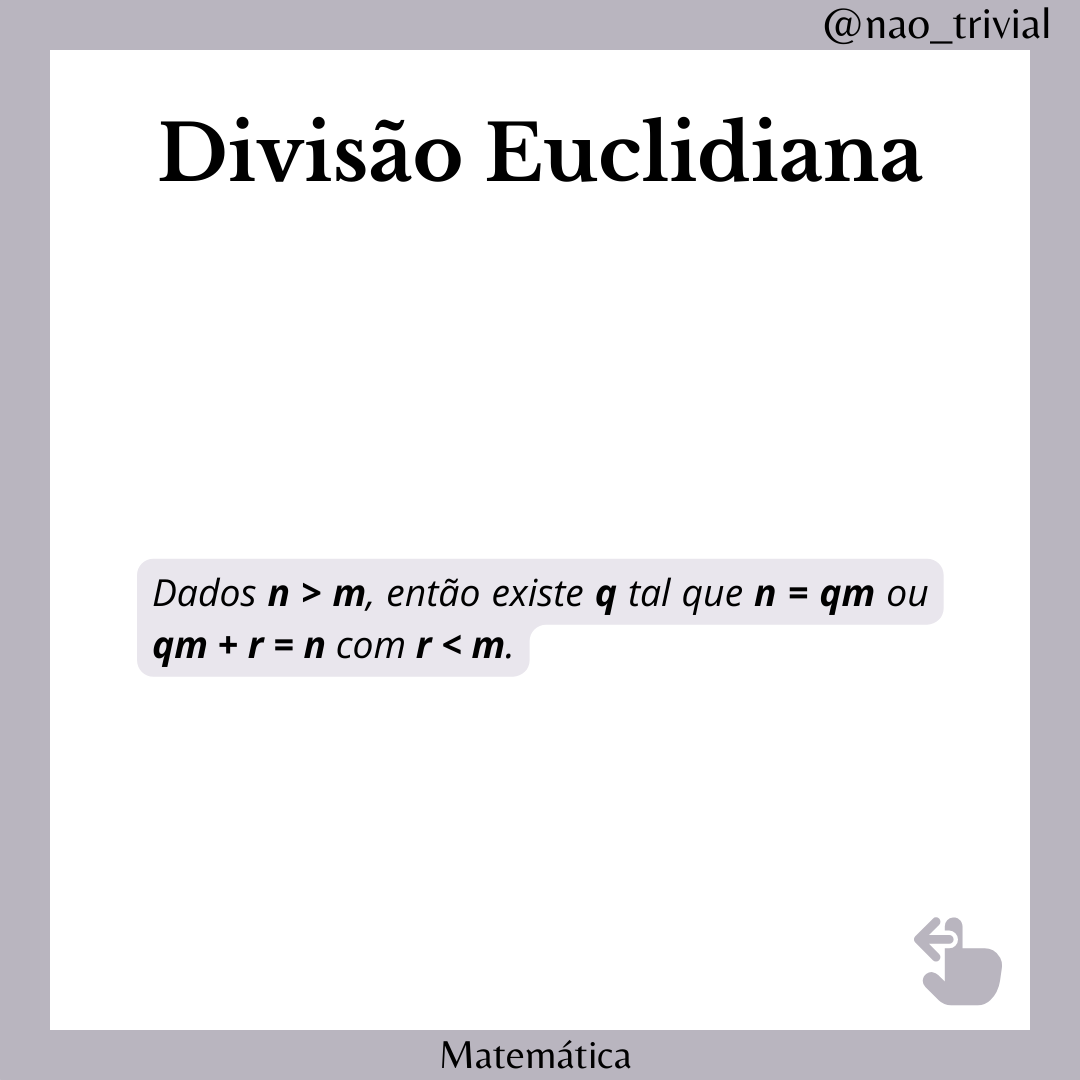 @nao_trivial
Divisão Euclidiana
Dados n > m, então existe q tal que n = qm ou
qm + r = n com r < m.
Matemática